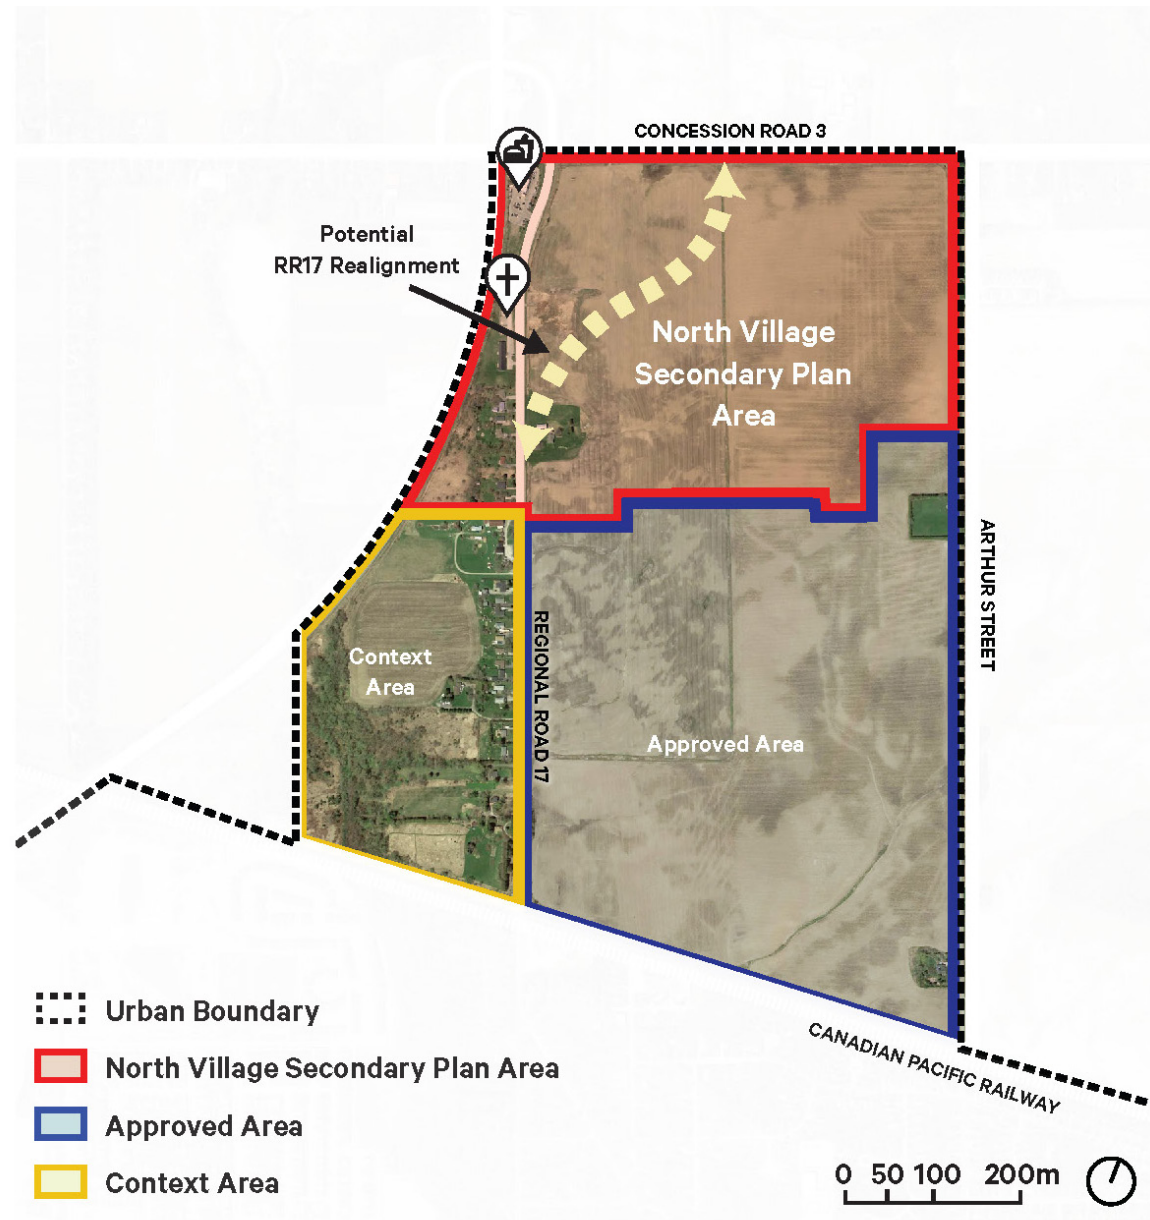 CONCESSION ROAD 3
Potential
RR17 Realignment
North Village
Secondary Plan
Area
ARTHUR STREET
REGIONAL ROAD 17
Context
Area
Approved Area
CANADIAN PACIFIC RAILWAY
Urban Boundary
North Village Secondary Plan Area
Approved Area
Context Area
0 50 100 200m